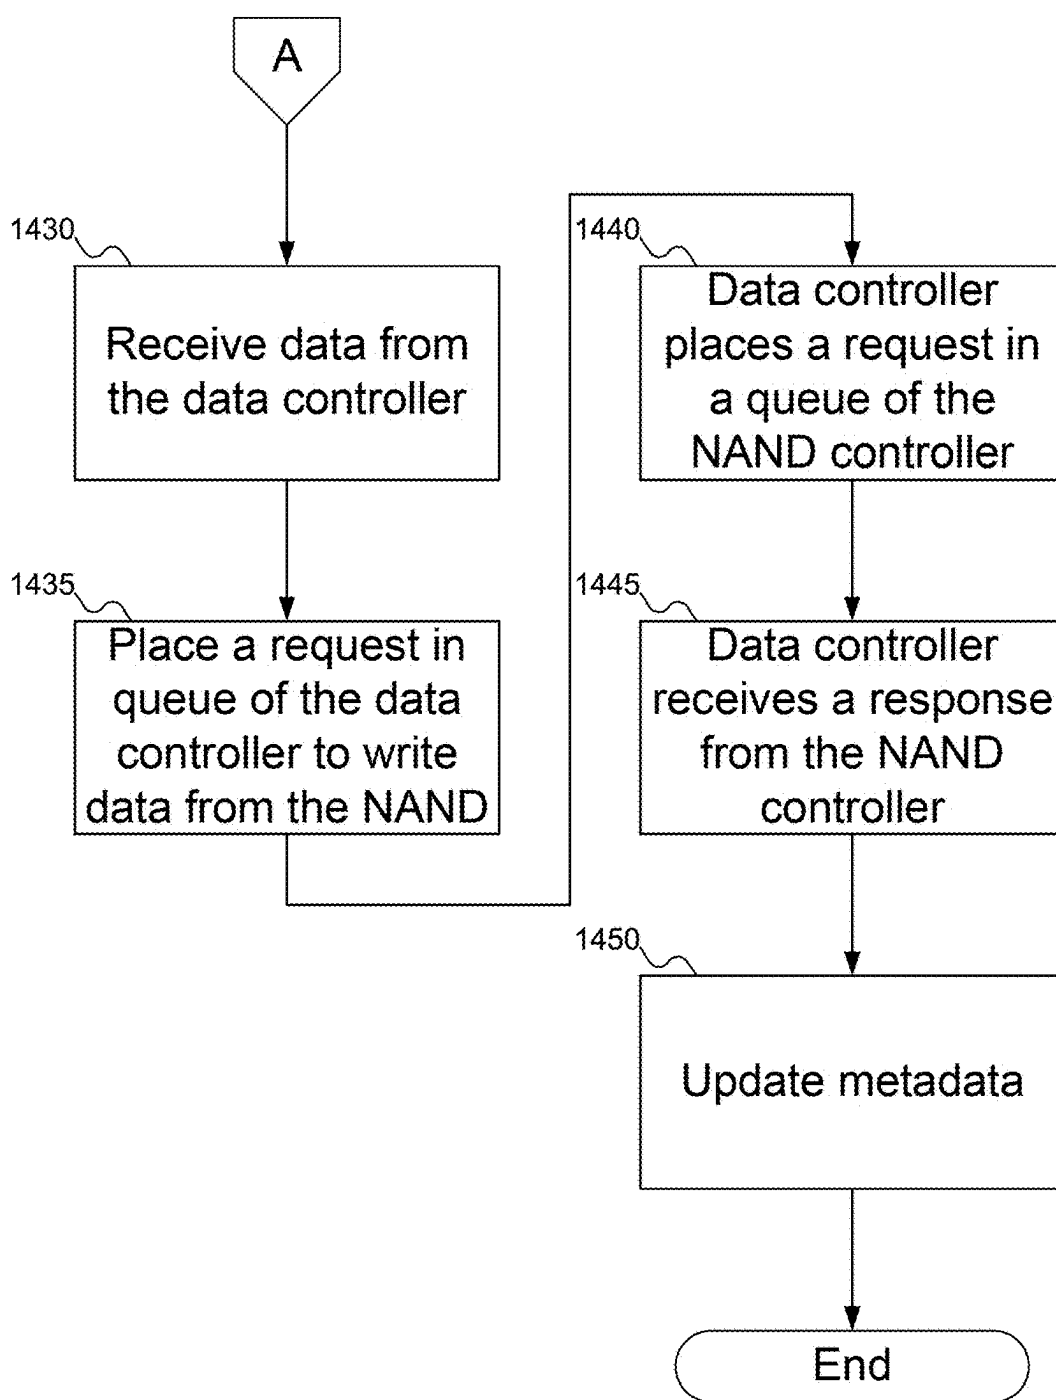 A
1430
Receive data from
the data controller
1435
Place a request in
queue of the data
controller to write
data from the NAND
1440
Data controller
places a request in
a queue of the
NAND controller
1445
Data controller
receives a response
from the NAND
controller
1450
Update metadata
End